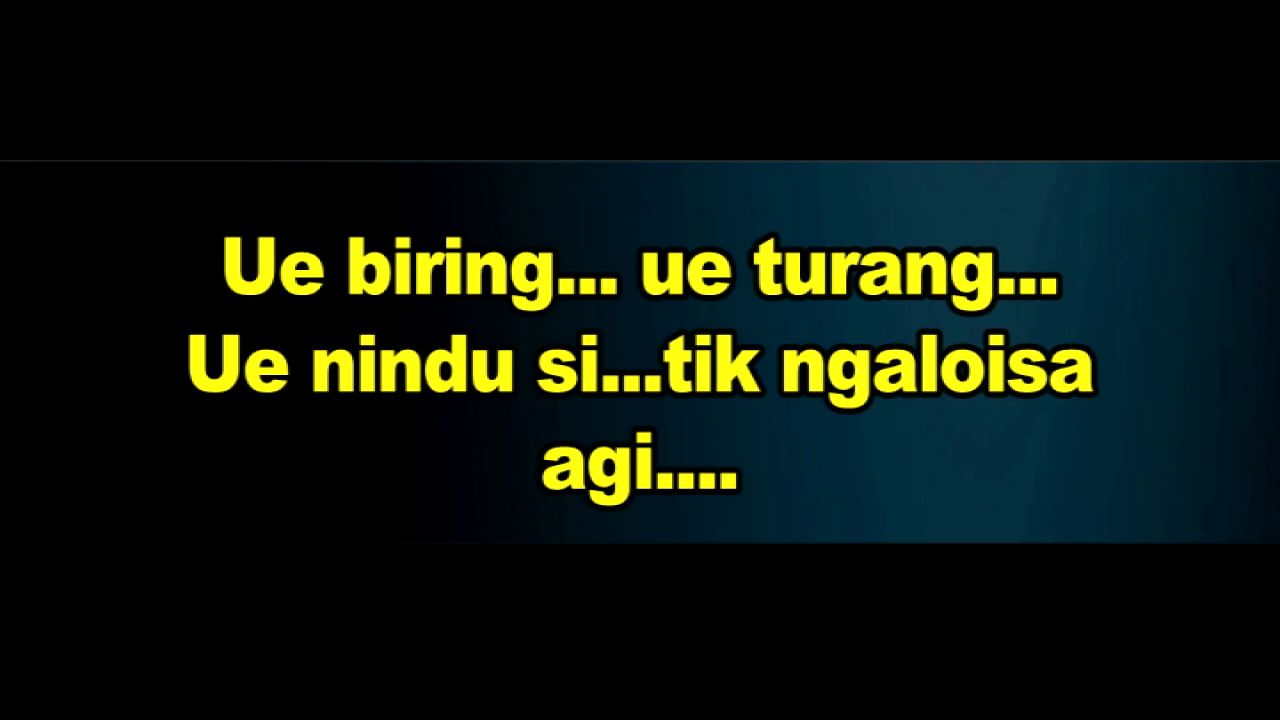 Ue biring... ue turang...
Ue nindu si...tik ngaloisa
agi....